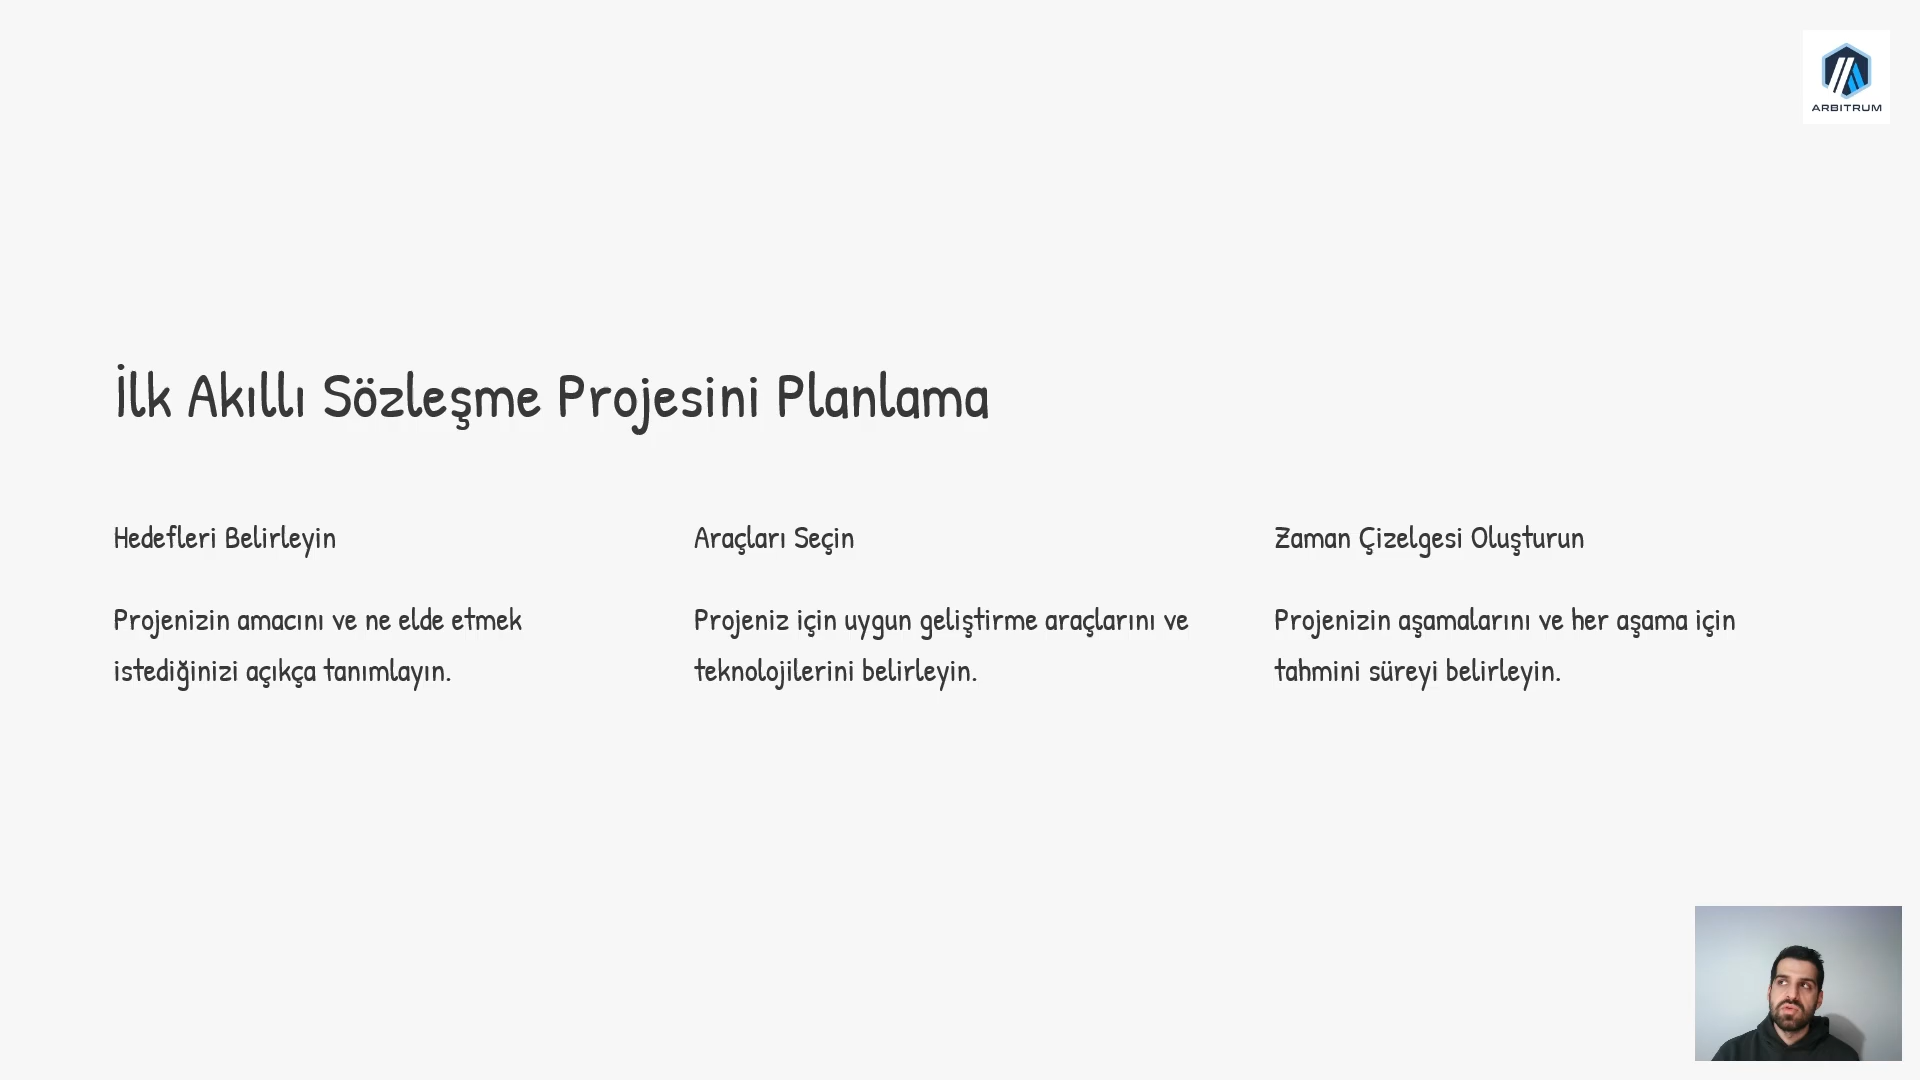 ARBITRUM
İlk Akıllı Sözleşme Projesini Planlama
Hedefleri Belirleyin
Projenizin amacını ve ne elde etmek
istediğinizi açıkça tanımlayın.
Araçları Seçin
Projeniz için uygun geliştirme araçlarını ve
teknolojilerini belirleyin.
Zaman Çizelgesi Oluşturun
Projenizin aşamalarını ve her aşama için
tahmini süreyi belirleyin.